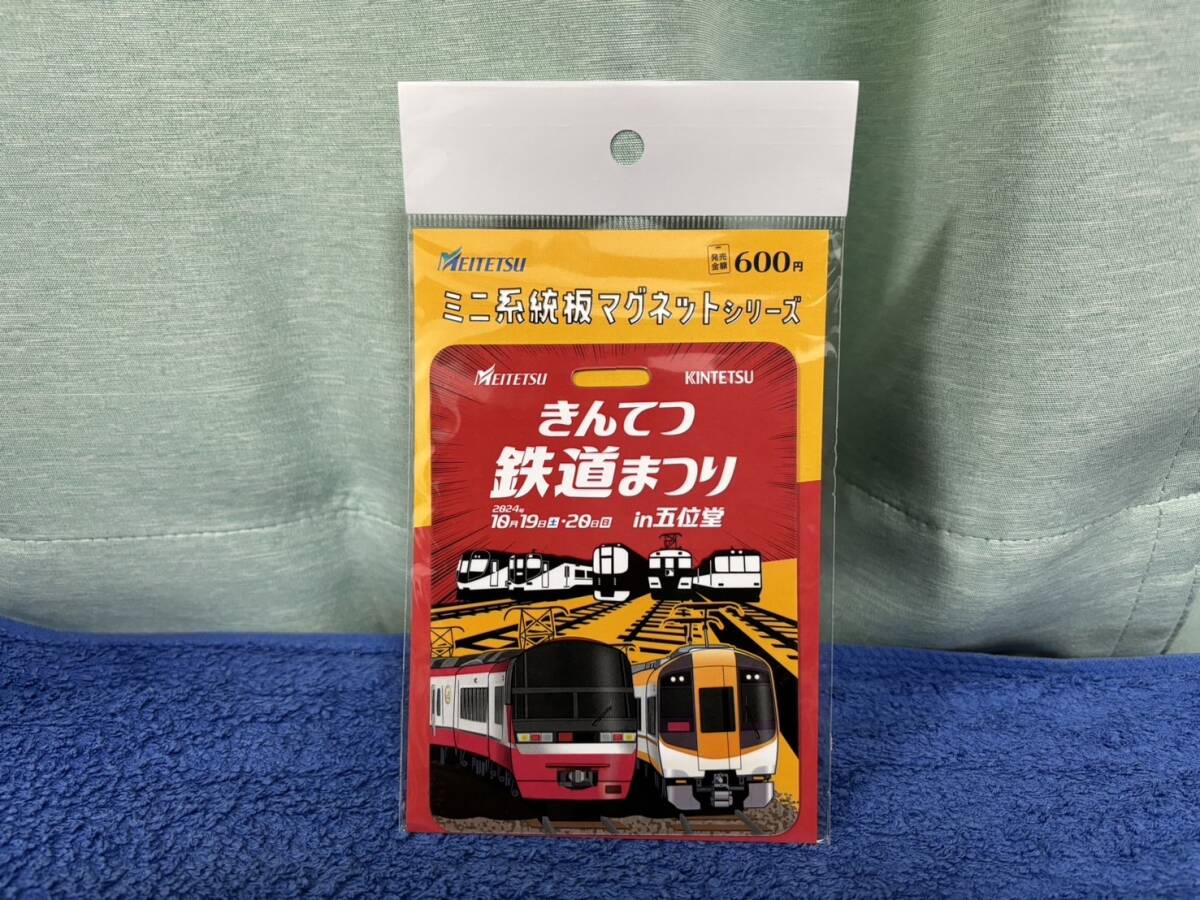 MEITETSU 発売金額 600円
ミニ系統板マグネットシリーズ
MEITETSU KINTETSU
きんてつ
鉄道まつり
2024年
10月19日土・20日日 in五位堂